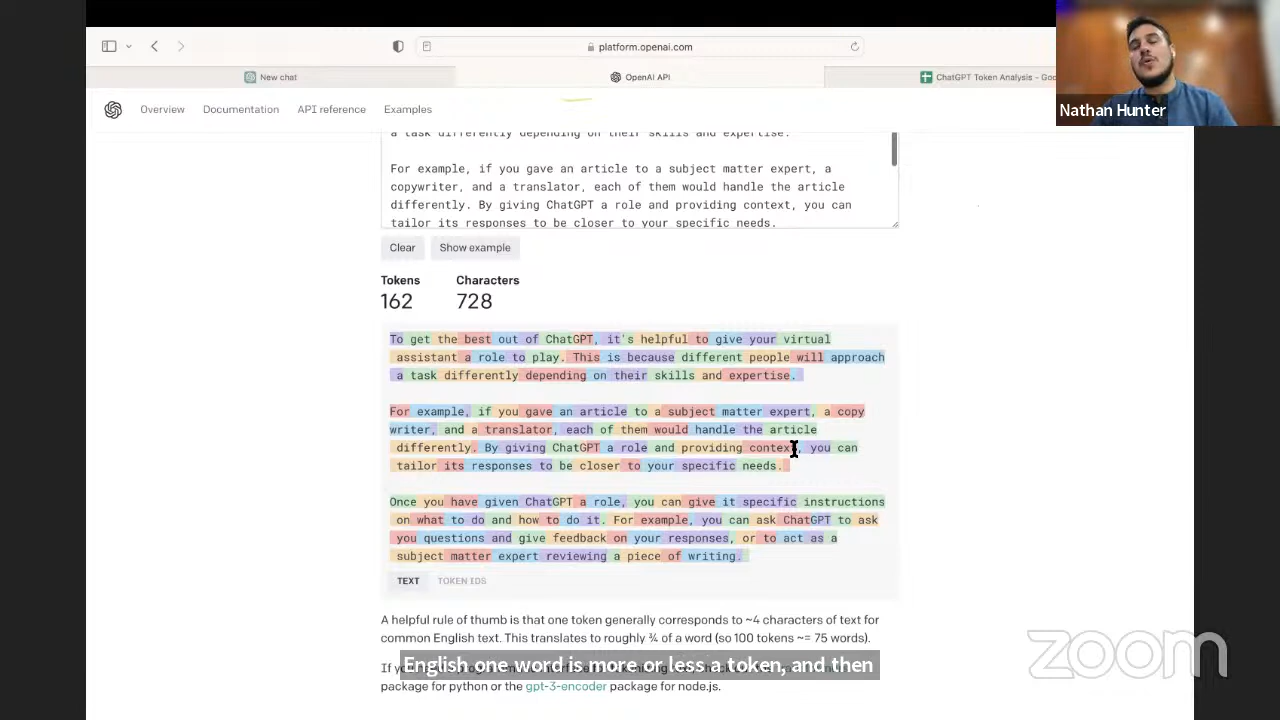 platform.openai.com
New chat
OpenAI API
ChatGPT Token Analysis - Goo
Nathan Hunter
Overview
Documentation
API reference
Examples
a task differently depending on their skills and expertise.
For example, if you gave an article to a subject matter expert, a
copywriter, and a translator, each of them would handle the article
differently. By giving ChatGPT a role and providing context, you can
tailor its responses to be closer to your specific needs.
Clear
Show example
Tokens
Characters
162
728
To get the best out of ChatGPT, it's helpful to give your virtual
assistant a role to play. This is because different people will approach
a task differently depending on their skills and expertise.
For example, if you gave an article to a subject matter expert, a copy
writer, and a translator, each of them would handle the article
differently. By giving ChatGPT a role and providing context, you can
tailor its responses to be closer to your specific needs.
Once you have given ChatGPT a role, you can give it specific instructions
on what to do and how to do it. For example, you can ask ChatGPT to ask
you questions and give feedback on your responses, or to act as a
subject matter expert reviewing a piece of writing.
TEXT
TOKEN IDS
A helpful rule of thumb is that one token generally corresponds to ~4 characters of text for
common English text. This translates to roughly ¾ of a word (so 100 tokens ~= 75 words).
English one word is more or less a token, and then
package for python or the gpt-3-encoder package for node.js.
zoom